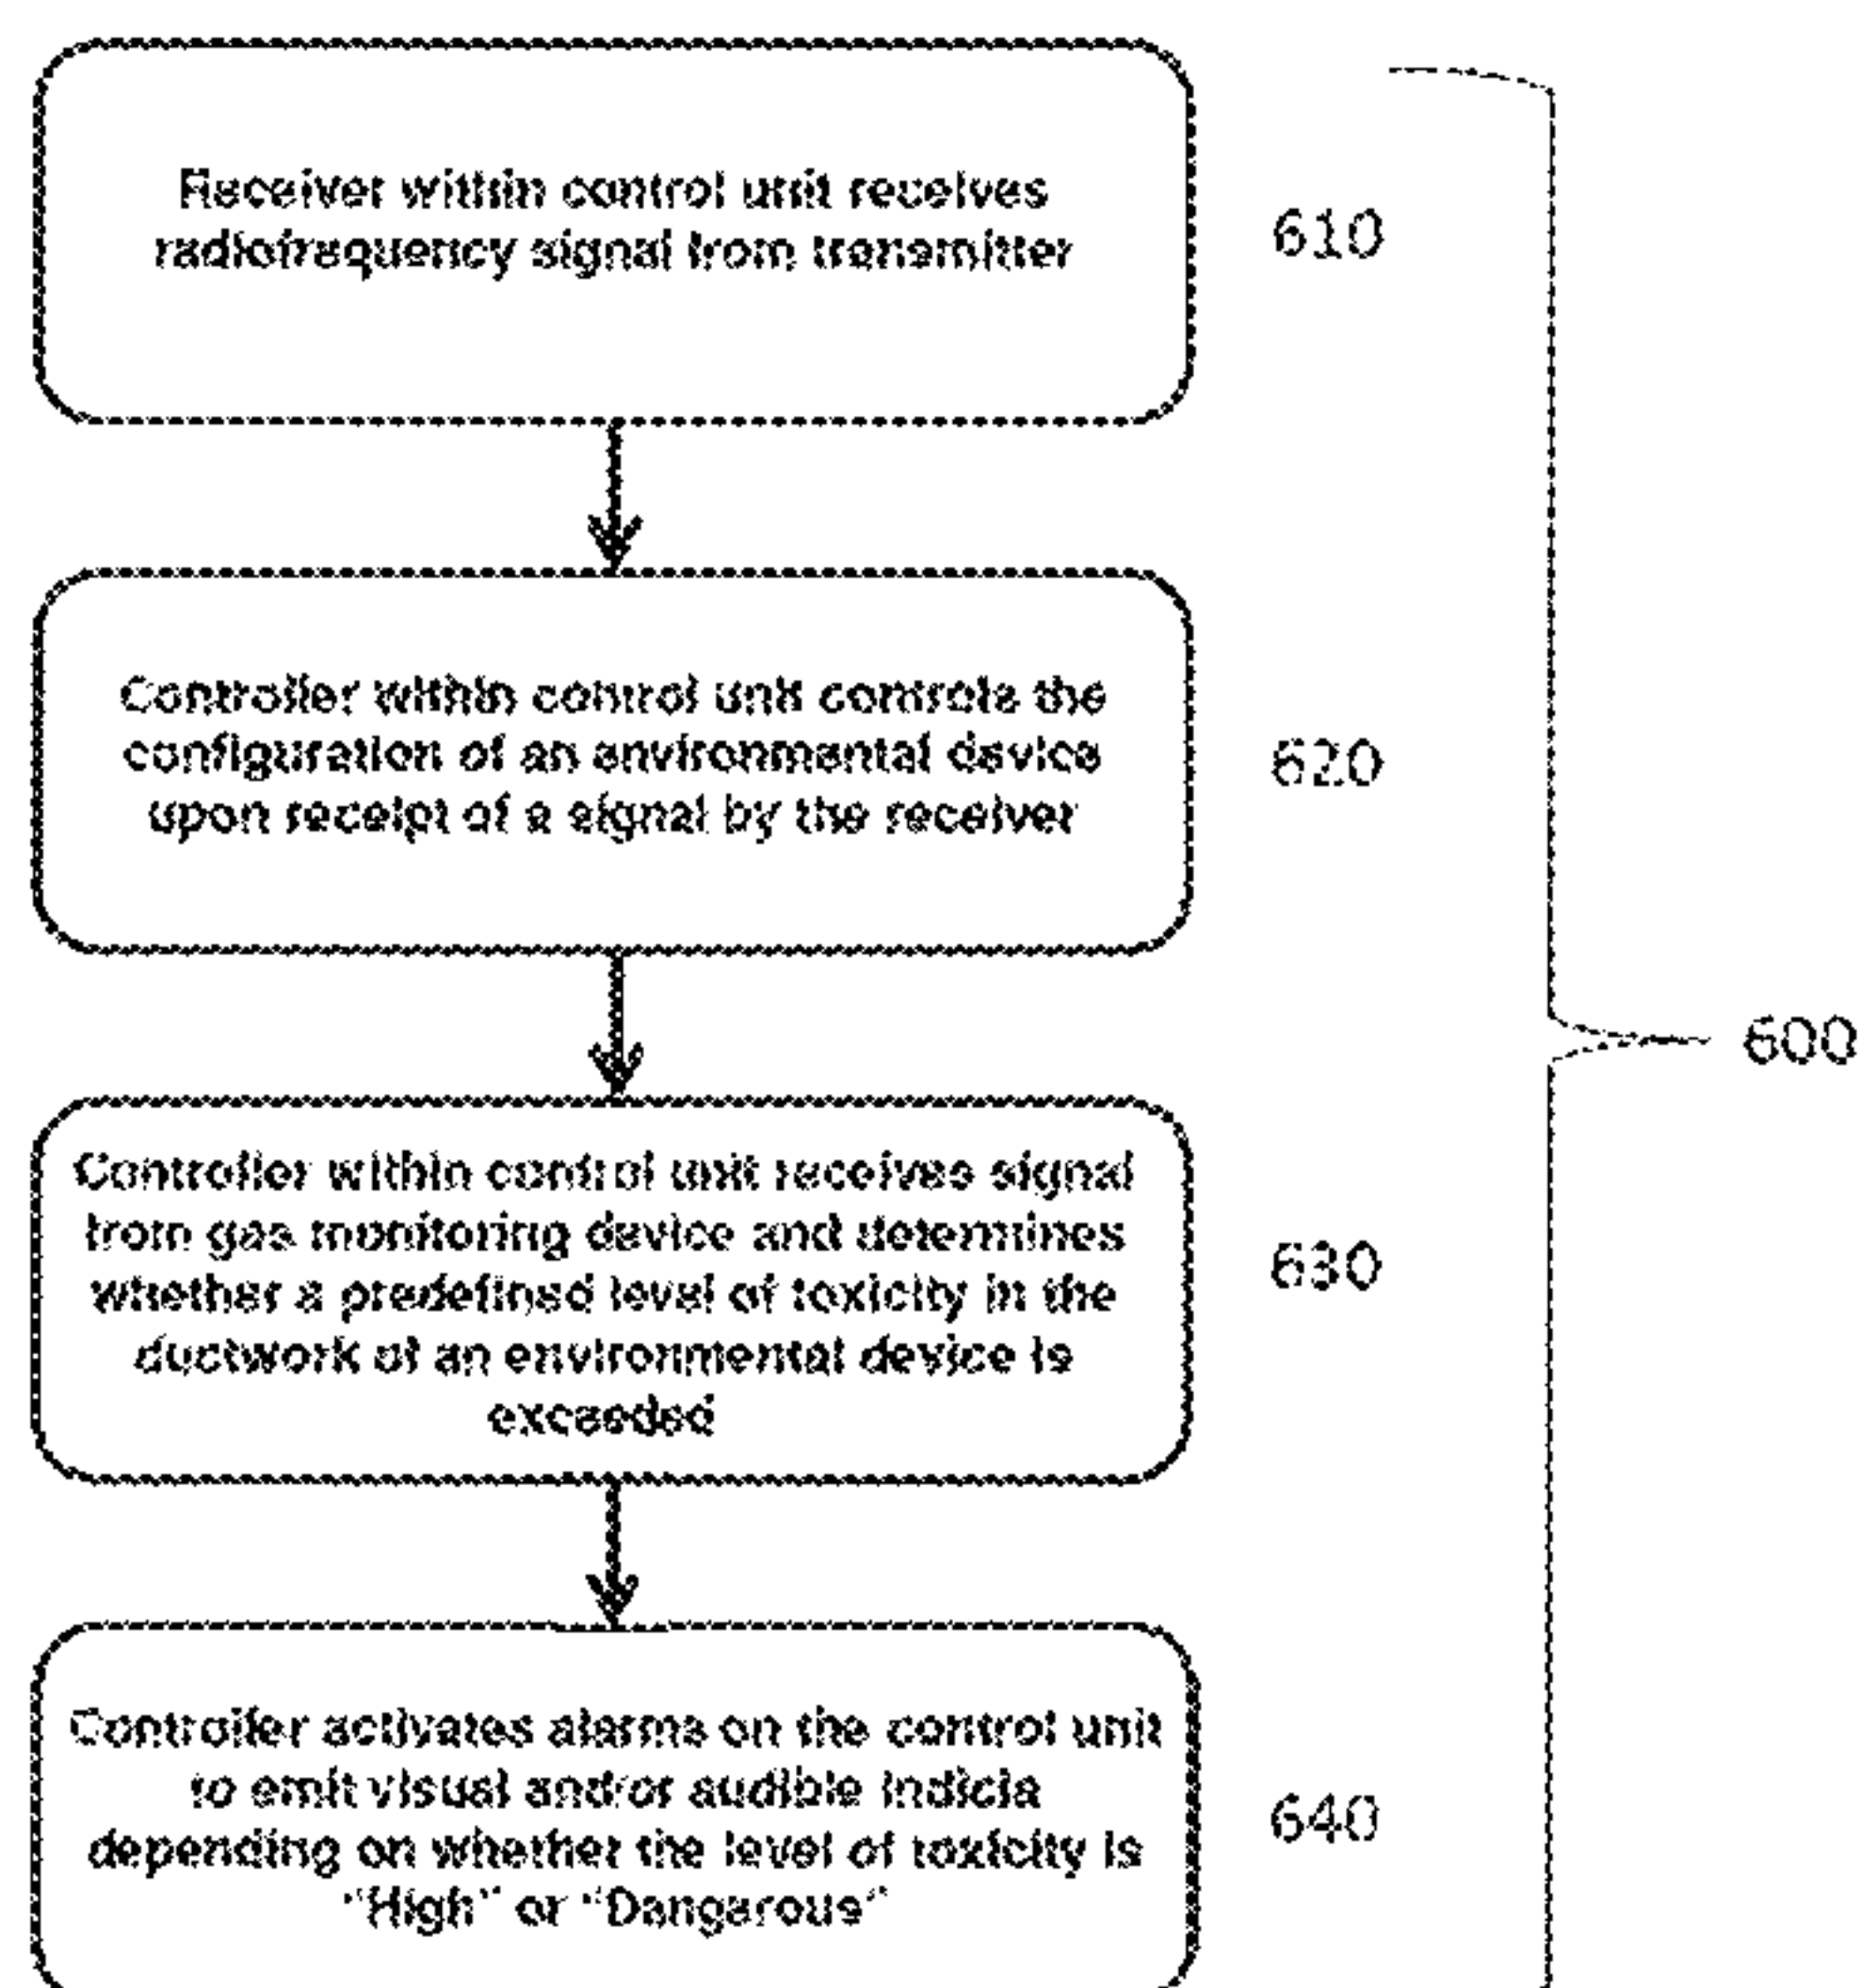 Receiver within control unit receives
radiofrequency signal from transmitter
610
Controller within control unit controls the
configuration of an environmental device
upon receipt of a signal by the receiver
620
600
Controller within control unit receives signal
from gas monitoring device and determines
whether a predefined level of toxicity in the
ductwork of an environmental device is
exceeded
630
Controller activates alarms on the control unit
to emit visual and/or audible indicia
depending on whether the level of toxicity is
"High" or "Dangerous"
640